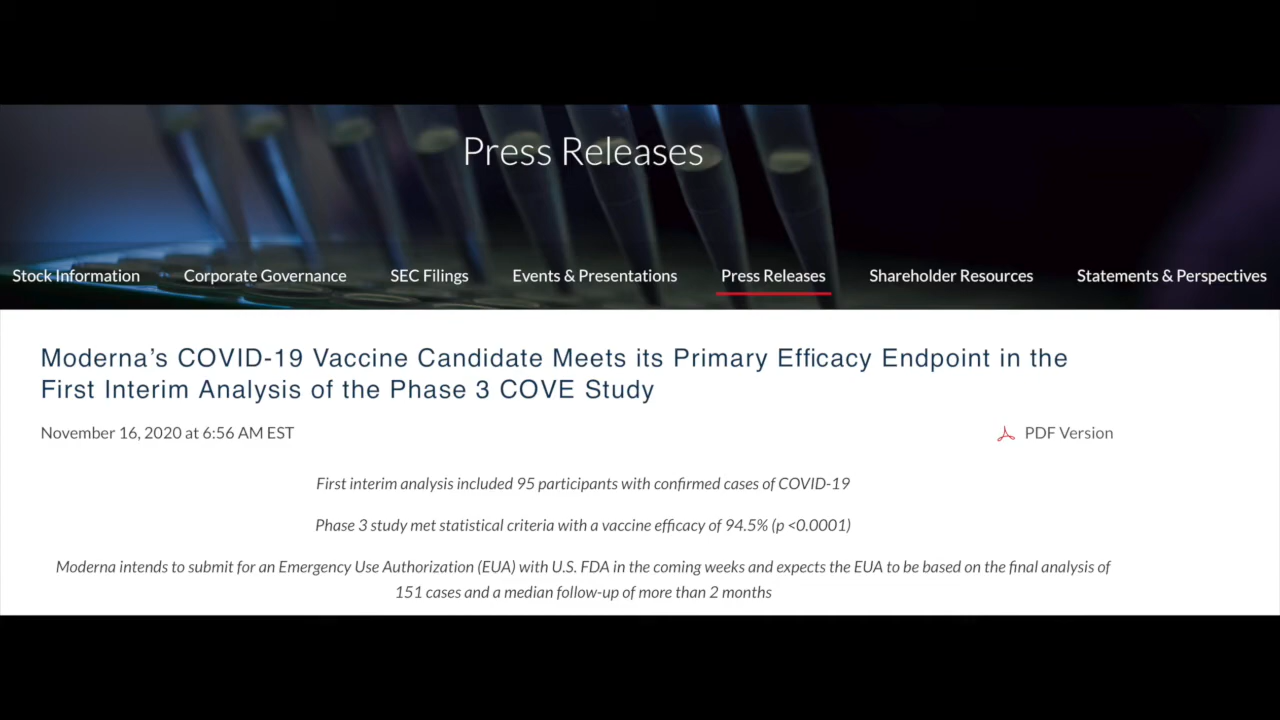 Press Releases
Stock Information Corporate Governance SEC Filings Events & Presentations Press Releases Shareholder Resources Statements & Perspectives
Moderna’s COVID-19 Vaccine Candidate Meets its Primary Efficacy Endpoint in the
First Interim Analysis of the Phase 3 COVE Study
November 16, 2020 at 6:56 AM EST PDF Version
First interim analysis included 95 participants with confirmed cases of COVID-19
Phase 3 study met statistical criteria with a vaccine efficacy of 94.5% (p <0.0001)
Moderna intends to submit for an Emergency Use Authorization (EUA) with U.S. FDA in the coming weeks and expects the EUA to be based on the final analysis of
151 cases and a median follow-up of more than 2 months